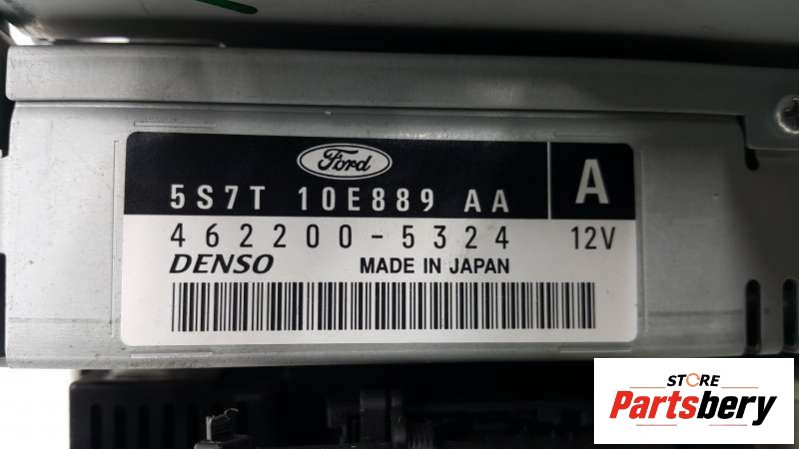 Ford
5S7T 10E889 AA
A
462200-5324
12V
DENSO
MADE IN JAPAN
STORE
Partsbery